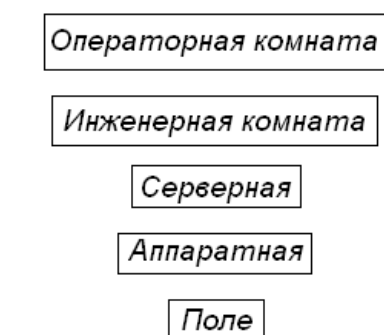 Операторная комната
Инженерная комната
Серверная
Аппаратная
Поле